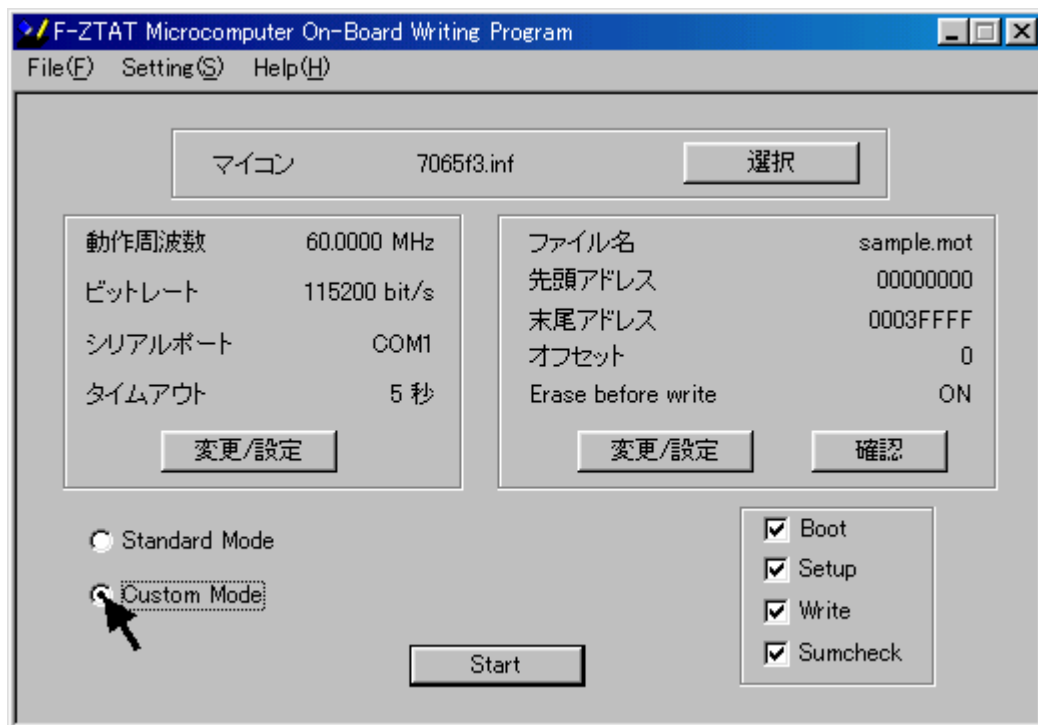 F-ZTAT Microcomputer On-Board Writing Program
File(F) Setting(S) Help(H)
マイコン 7065f3.inf 選択
動作周波数 60.0000 MHz
ビットレート 115200 bit/s
シリアルポート COM1
タイムアウト 5 秒
変更/設定
ファイル名 sample.mot
先頭アドレス 00000000
末尾アドレス 0003FFFF
オフセット 0
Erase before write ON
変更/設定 確認
Standard Mode
Custom Mode
Boot
Setup
Write
Sumcheck
Start